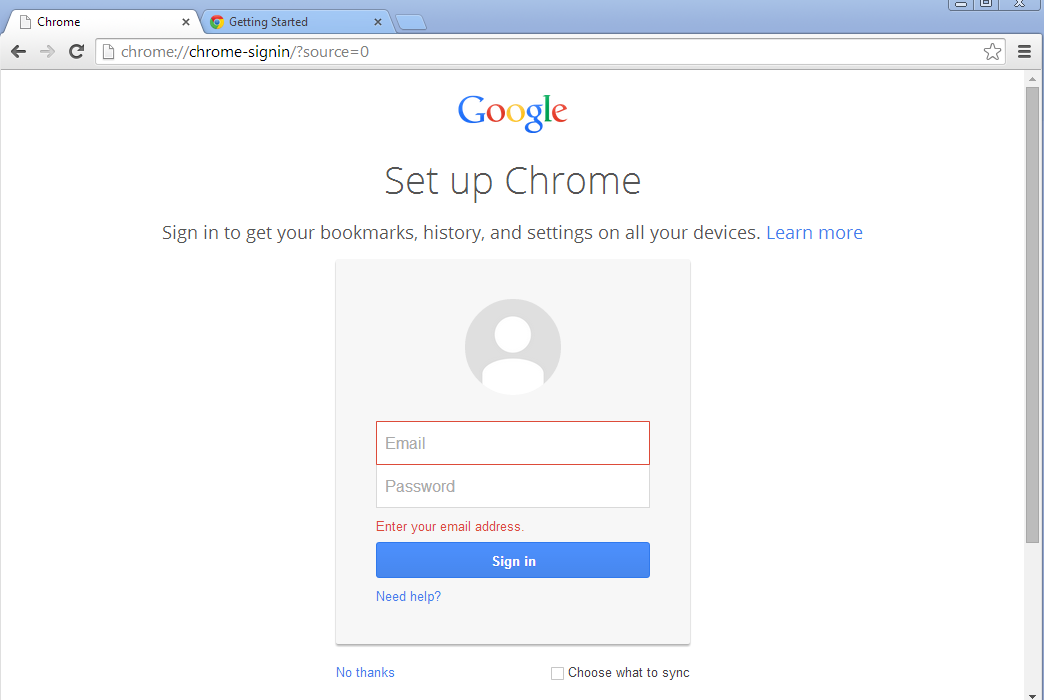 Chrome
Getting Started
chrome://chrome-signin/?source=0
Google
Set up Chrome
Sign in to get your bookmarks, history, and settings on all your devices. Learn more
Email
Password
Enter your email address.
Sign in
Need help?
No thanks
Choose what to sync